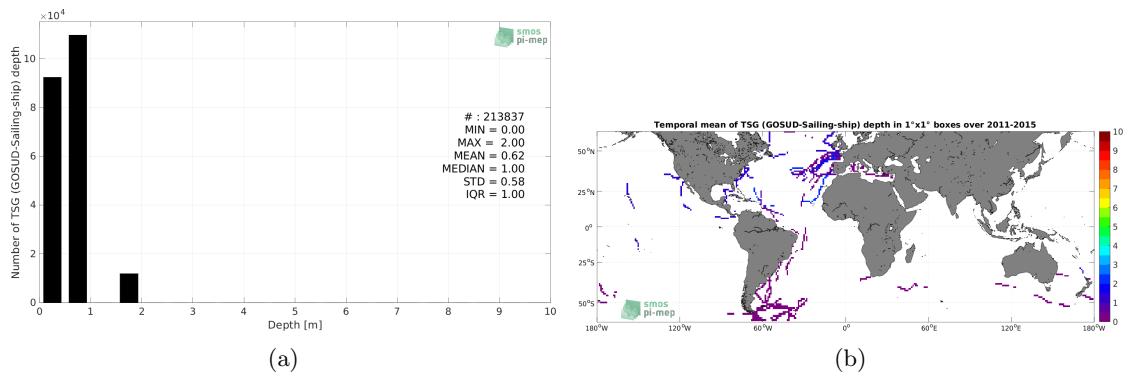 ×10⁴
10
8
6
4
2
0
Number of TSG (GOSUD-Sailing-ship) depth
smos
pi-mep
# : 213837
MIN = 0.00
MAX = 2.00
MEAN = 0.62
MEDIAN = 1.00
STD = 0.58
IQR = 1.00
0 1 2 3 4 5 6 7 8 9 10
Depth [m]
(a)
Temporal mean of TSG (GOSUD-Sailing-ship) depth in 1°x1° boxes over 2011-2015
50°N
25°N
0°
25°S
50°S
smos
pi-mep
180°W 120°W 60°W 0° 60°E 120°E 180°W
10
9
8
7
6
5
4
3
2
1
0
(b)